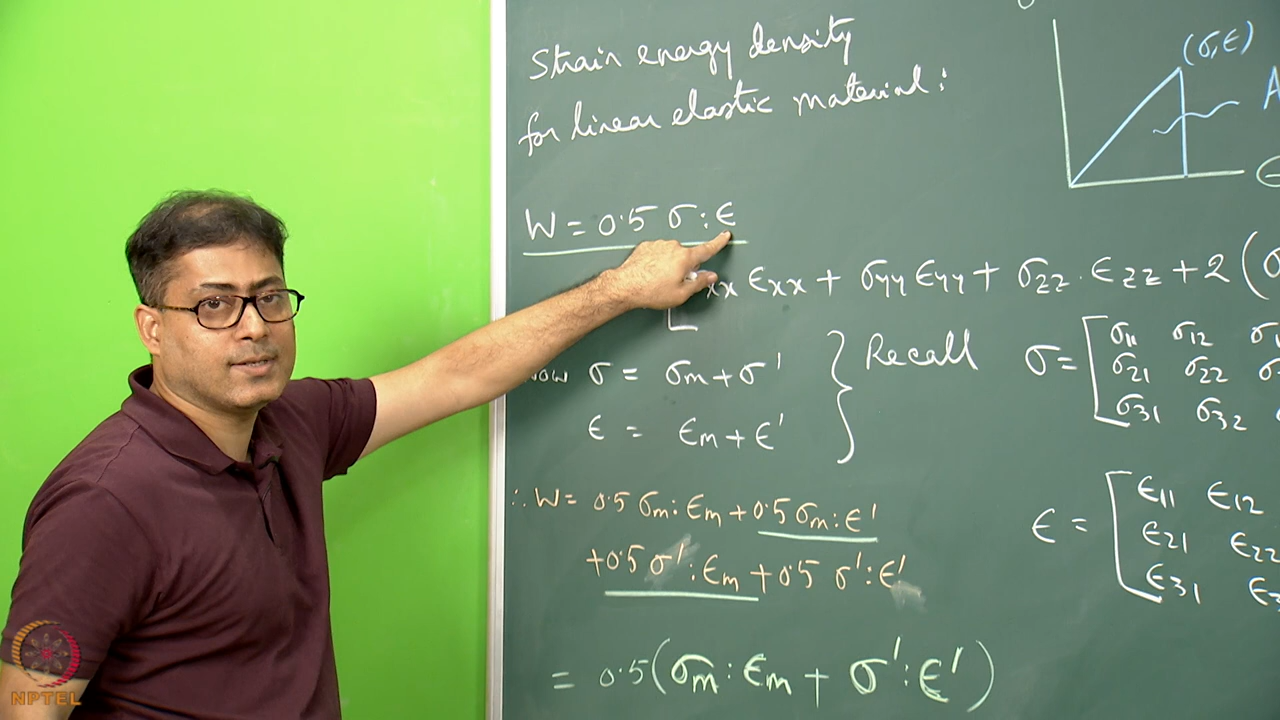 Strain energy density
for linear elastic material:
(σ,ϵ)
A
W = 0.5 σ:ϵ
xx ϵxx + σyy ϵyy + σzz . ϵzz + 2 (σ
now σ = σm + σ'
ϵ = ϵm + ϵ'
} Recall
σ = [ σ11 σ12 σ1
σ21 σ22 σ
σ31 σ32 σ
ϵ = [ ϵ11 ϵ12
ϵ21 ϵ22
ϵ31 ϵ3
∴ W = 0.5 σm:ϵm + 0.5 σm:ϵ'
+0.5 σ':ϵm + 0.5 σ':ϵ'
= 0.5(σm:ϵm + σ':ϵ')
NPTEL